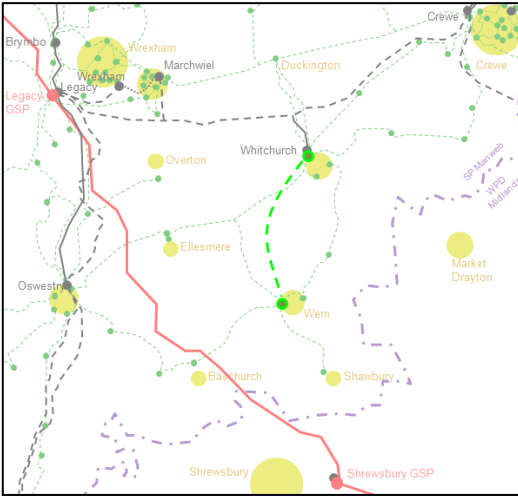 Crewe
Brymbo
Wrexham
Marchwiel
Duckington
Crewe
Wrexham
Legacy
Legacy
GSP
Whitchurch
Overton
SP Manweb
WPD
Midlands
Ellesmere
Market
Drayton
Oswestry
Wem
Baschurch
Shawbury
Shrewsbury
Shrewsbury GSP